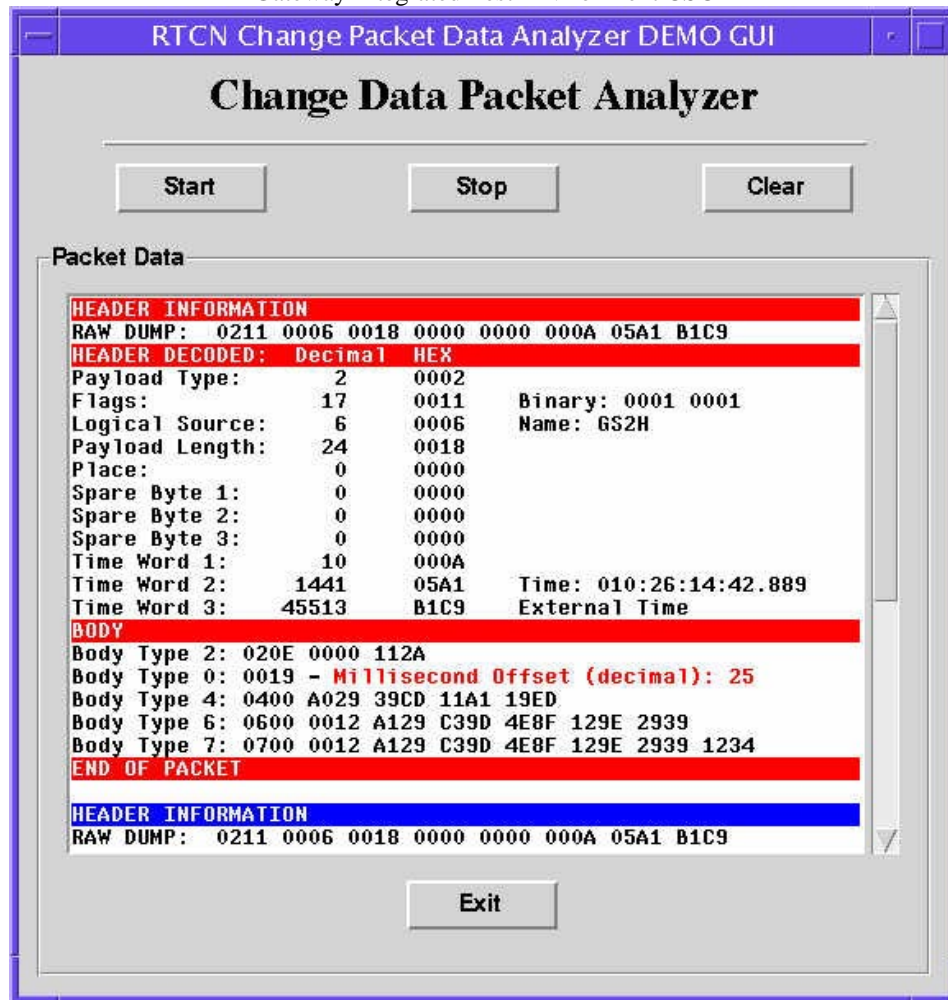 RTCN Change Packet Data Analyzer DEMO GUI
Change Data Packet Analyzer
Start Stop Clear
Packet Data
HEADER INFORMATION
RAW DUMP: 0211 0006 0018 0000 0000 000A 05A1 B1C9
HEADER DECODED: Decimal HEX
Payload Type: 2 0002
Flags: 17 0011 Binary: 0001 0001
Logical Source: 6 0006 Name: GS2H
Payload Length: 24 0018
Place: 0 0000
Spare Byte 1: 0 0000
Spare Byte 2: 0 0000
Spare Byte 3: 0 0000
Time Word 1: 10 000A
Time Word 2: 1441 05A1 Time: 010:26:14:42.889
Time Word 3: 45513 B1C9 External Time
BODY
Body Type 2: 020E 0000 112A
Body Type 0: 0019 - Millisecond Offset (decimal): 25
Body Type 4: 0400 A029 39CD 11A1 19ED
Body Type 6: 0600 0012 A129 C39D 4E8F 129E 2939
Body Type 7: 0700 0012 A129 C39D 4E8F 129E 2939 1234
END OF PACKET
HEADER INFORMATION
RAW DUMP: 0211 0006 0018 0000 0000 000A 05A1 B1C9
Exit